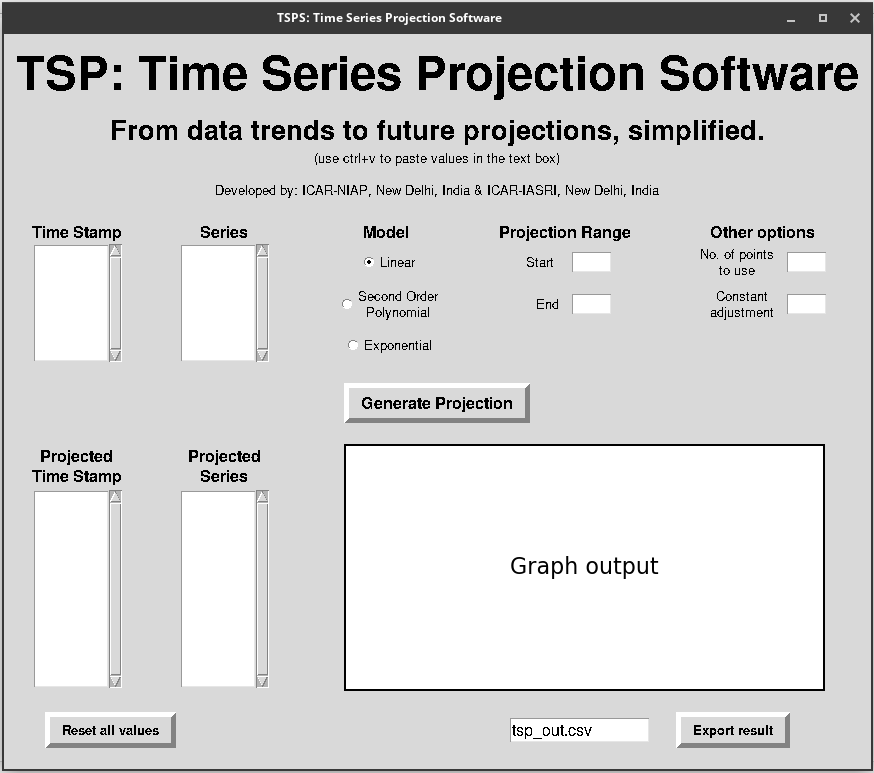 TSPS: Time Series Projection Software
TSP: Time Series Projection Software
From data trends to future projections, simplified.
(use ctrl+v to paste values in the text box)
Developed by: ICAR-NIAP, New Delhi, India & ICAR-IASRI, New Delhi, India
Time Stamp
Series
Model
Projection Range
Other options
Linear
Start
No. of points
to use
Second Order
Polynomial
End
Constant
adjustment
Exponential
Generate Projection
Projected
Time Stamp
Projected
Series
Graph output
Reset all values
tsp_out.csv
Export result